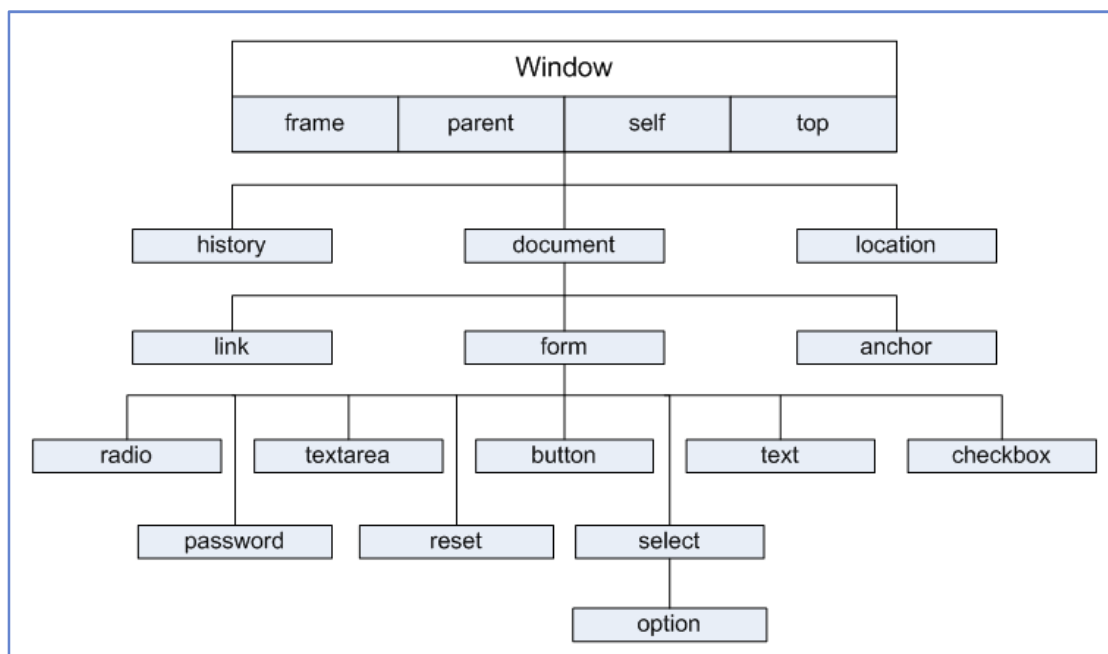 Window
frame parent self top
history document location
link form anchor
radio textarea button text checkbox
password reset select
option